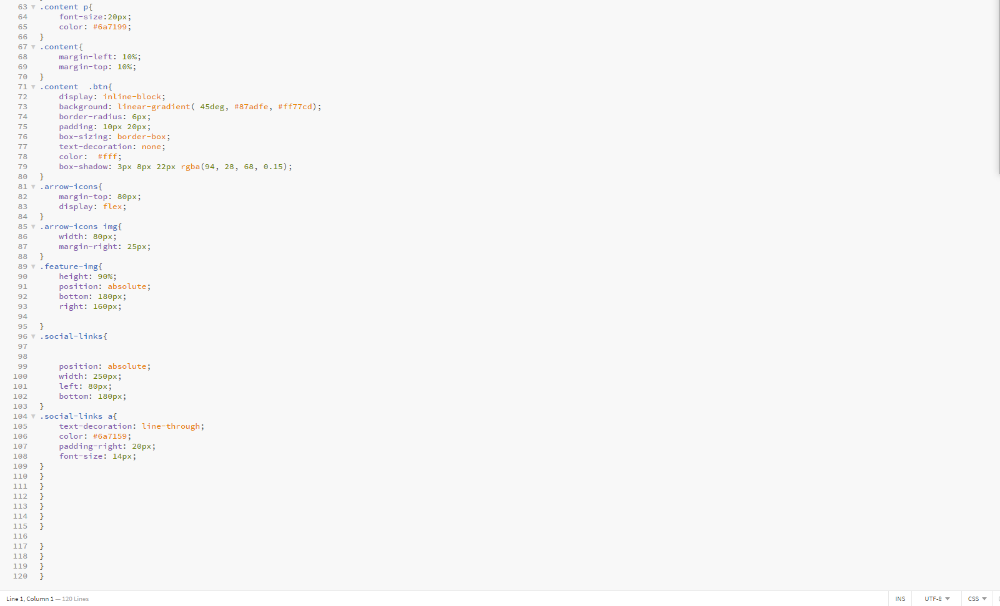 63 .content p{
64 font-size:20px;
65 color: #6a7199;
66 }
67 .content{
68 margin-left: 10%;
69 margin-top: 10%;
70 }
71 .content  .btn{
72 display: inline-block;
73 background: linear-gradient( 45deg, #87adfe, #ff77cd);
74 border-radius: 6px;
75 padding: 10px 20px;
76 box-sizing: border-box;
77 text-decoration: none;
78 color:  #fff;
79 box-shadow: 3px 8px 22px rgba(94, 28, 68, 0.15);
80 }
81 .arrow-icons{
82 margin-top: 80px;
83 display: flex;
84 }
85 .arrow-icons img{
86 width: 80px;
87 margin-right: 25px;
88 }
89 .feature-img{
90 height: 90%;
91 position: absolute;
92 bottom: 180px;
93 right: 160px;
94
95 }
96 .social-links{
97
98
99 position: absolute;
100 width: 250px;
101 left: 80px;
102 bottom: 180px;
103 }
104 .social-links a{
105 text-decoration: line-through;
106 color: #6a7159;
107 padding-right: 20px;
108 font-size: 14px;
109 }
110 }
111 }
112 }
113 }
114 }
115 }
116
117 }
118 }
119 }
120 }
Line 1, Column 1 — 120 Lines INS UTF-8 CSS